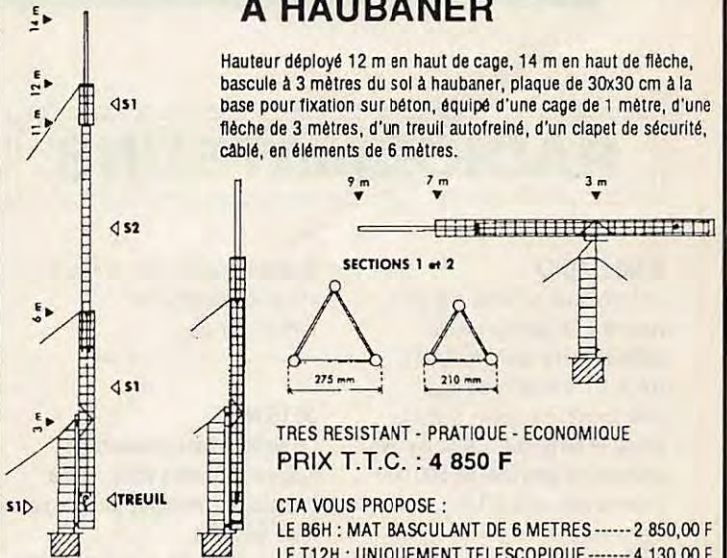 A HAUBANER
Hauteur déployé 12 m en haut de cage, 14 m en haut de flèche,
bascule à 3 mètres du sol à haubaner, plaque de 30x30 cm à la
base pour fixation sur béton, équipé d'une cage de 1 mètre, d'une
flèche de 3 mètres, d'un treuil autofreiné, d'un clapet de sécurité,
câblé, en éléments de 6 mètres.
14 m
12 m
11 m
S1
S2
6 m
S1
3 m
S1
TREUIL
9 m
7 m
3 m
SECTIONS 1 et 2
275 mm
210 mm
TRES RESISTANT - PRATIQUE - ECONOMIQUE
PRIX T.T.C. : 4 850 F
CTA VOUS PROPOSE :
LE B6H : MAT BASCULANT DE 6 METRES ------ 2 850,00 F
LE T12H : UNIQUEMENT TELESCOPIQUE ------- 4 130,00 F